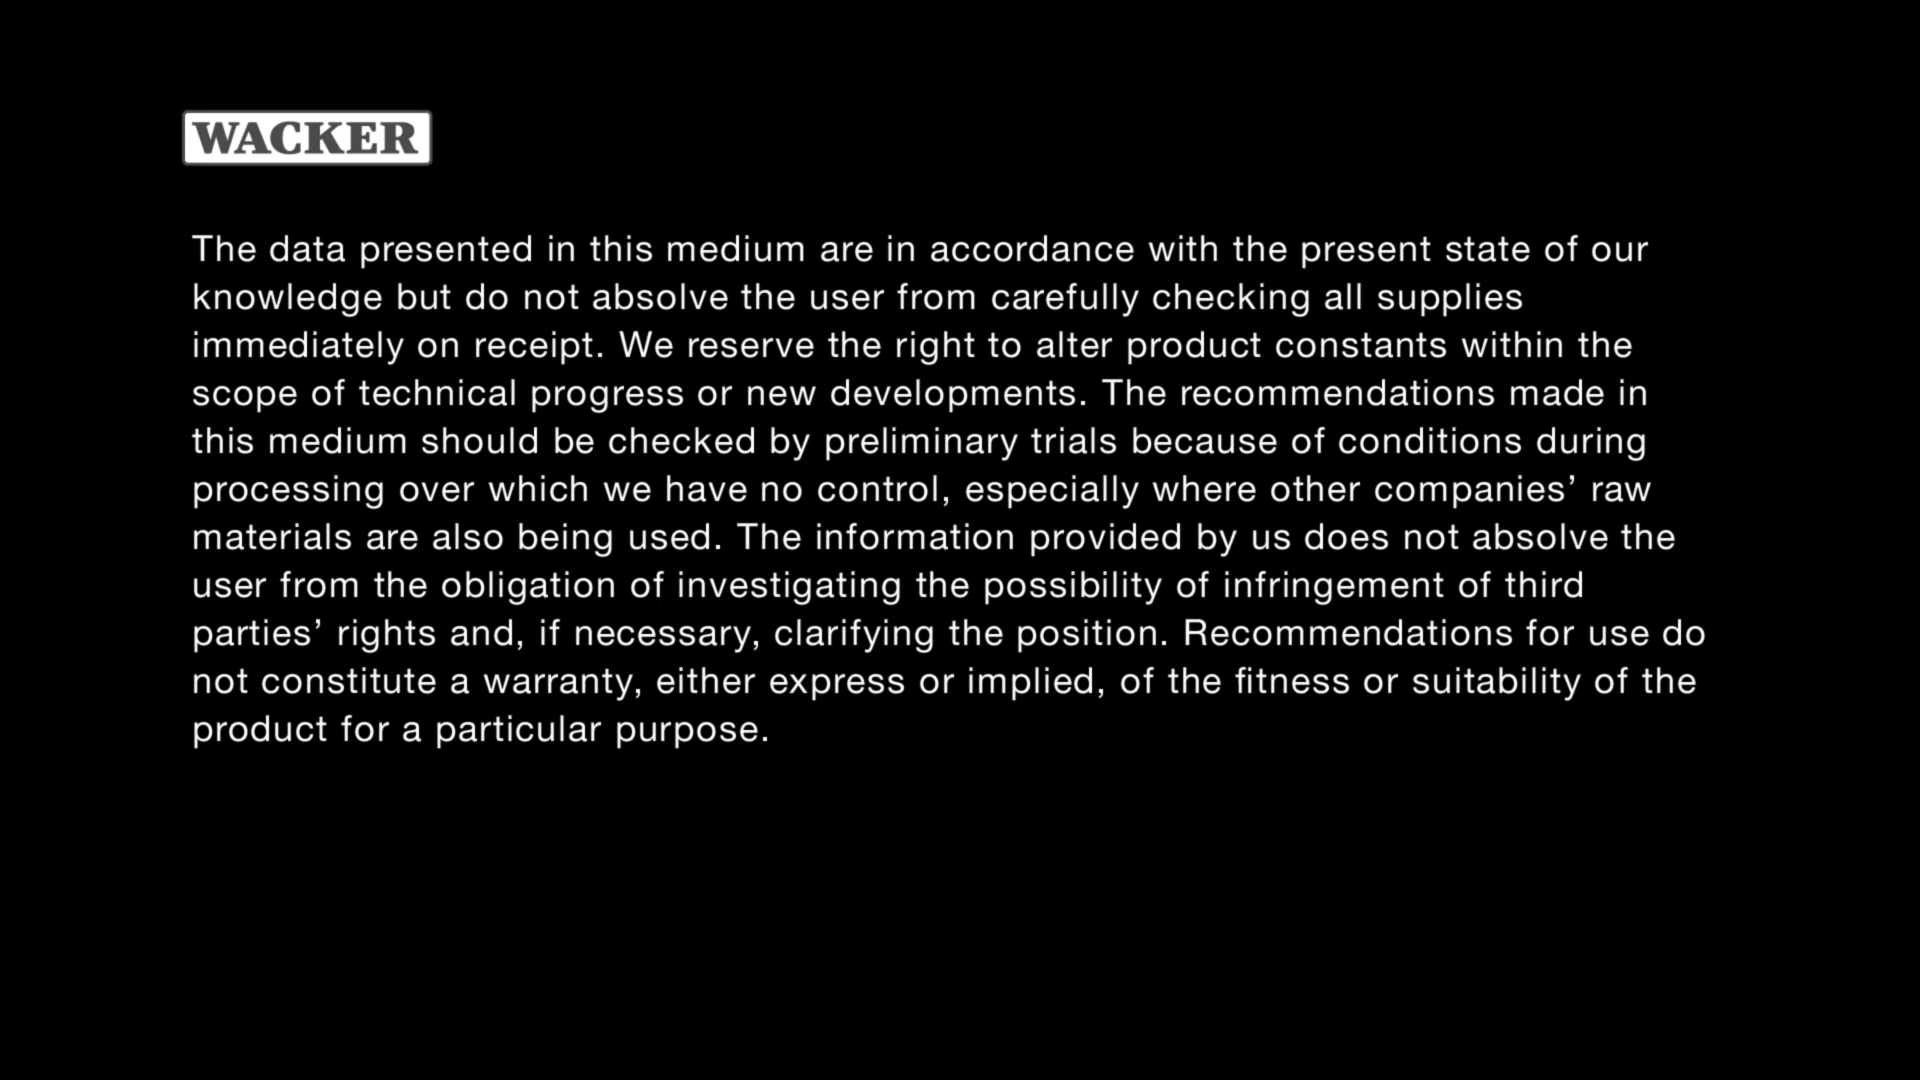 WACKER
The data presented in this medium are in accordance with the present state of our
knowledge but do not absolve the user from carefully checking all supplies
immediately on receipt. We reserve the right to alter product constants within the
scope of technical progress or new developments. The recommendations made in
this medium should be checked by preliminary trials because of conditions during
processing over which we have no control, especially where other companies’ raw
materials are also being used. The information provided by us does not absolve the
user from the obligation of investigating the possibility of infringement of third
parties’ rights and, if necessary, clarifying the position. Recommendations for use do
not constitute a warranty, either express or implied, of the fitness or suitability of the
product for a particular purpose.